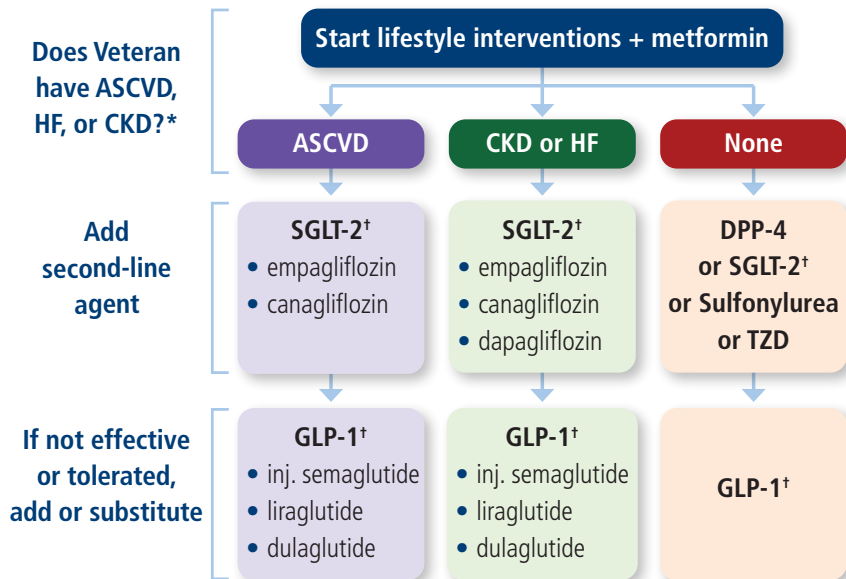 Does Veteran
have ASCVD,
HF, or CKD?*
Start lifestyle interventions + metformin
ASCVD
CKD or HF
None
Add
second-line
agent
SGLT-2†
• empagliflozin
• canagliflozin
SGLT-2†
• empagliflozin
• canagliflozin
• dapagliflozin
DPP-4
or SGLT-2†
or Sulfonylurea
or TZD
If not effective
or tolerated,
add or substitute
GLP-1†
• inj. semaglutide
• liraglutide
• dulaglutide
GLP-1†
• inj. semaglutide
• liraglutide
• dulaglutide
GLP-1†